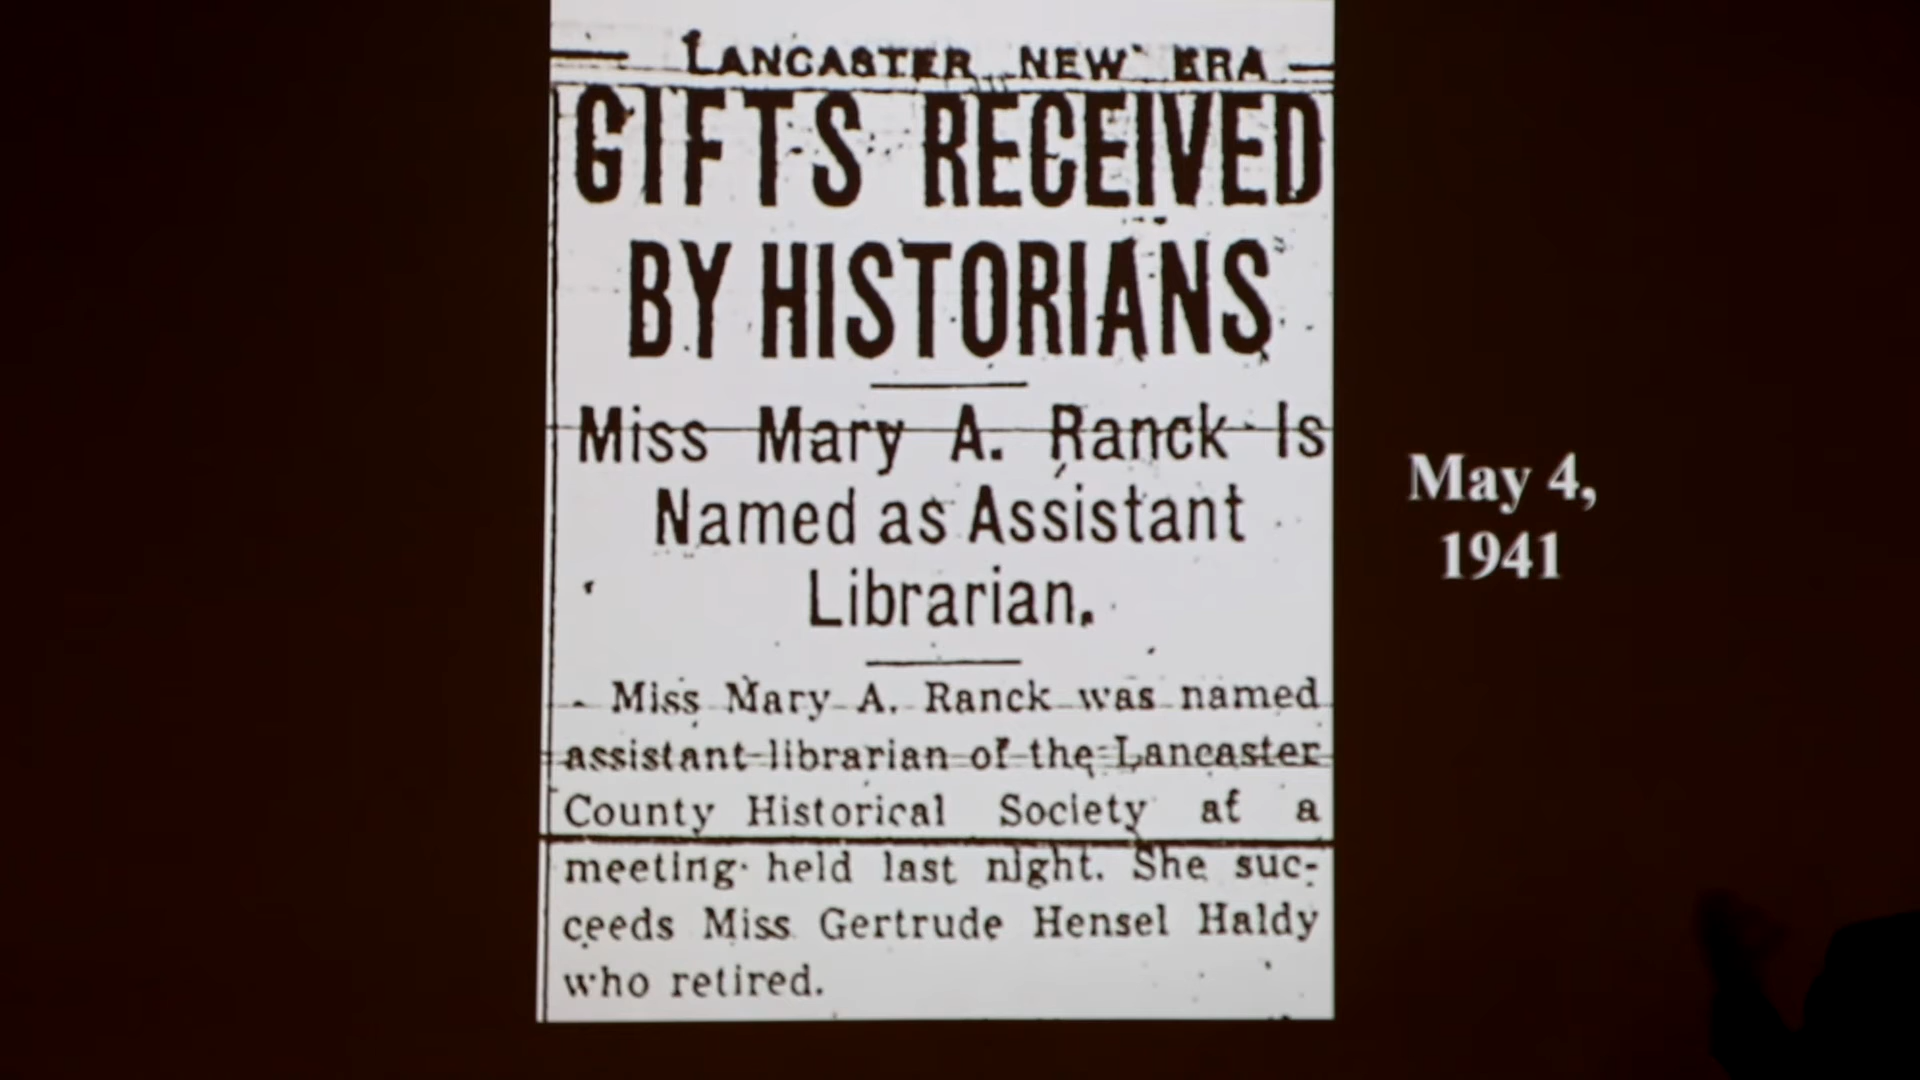 LANCASTER NEW ERA
GIFTS RECEIVED
BY HISTORIANS
Miss Mary A. Ranck Is
Named as Assistant
Librarian.
Miss Mary A. Ranck was named
assistant librarian of the Lancaster
County Historical Society at a
meeting held last night. She suc-
ceeds Miss Gertrude Hensel Haldy
who retired.
May 4,
1941